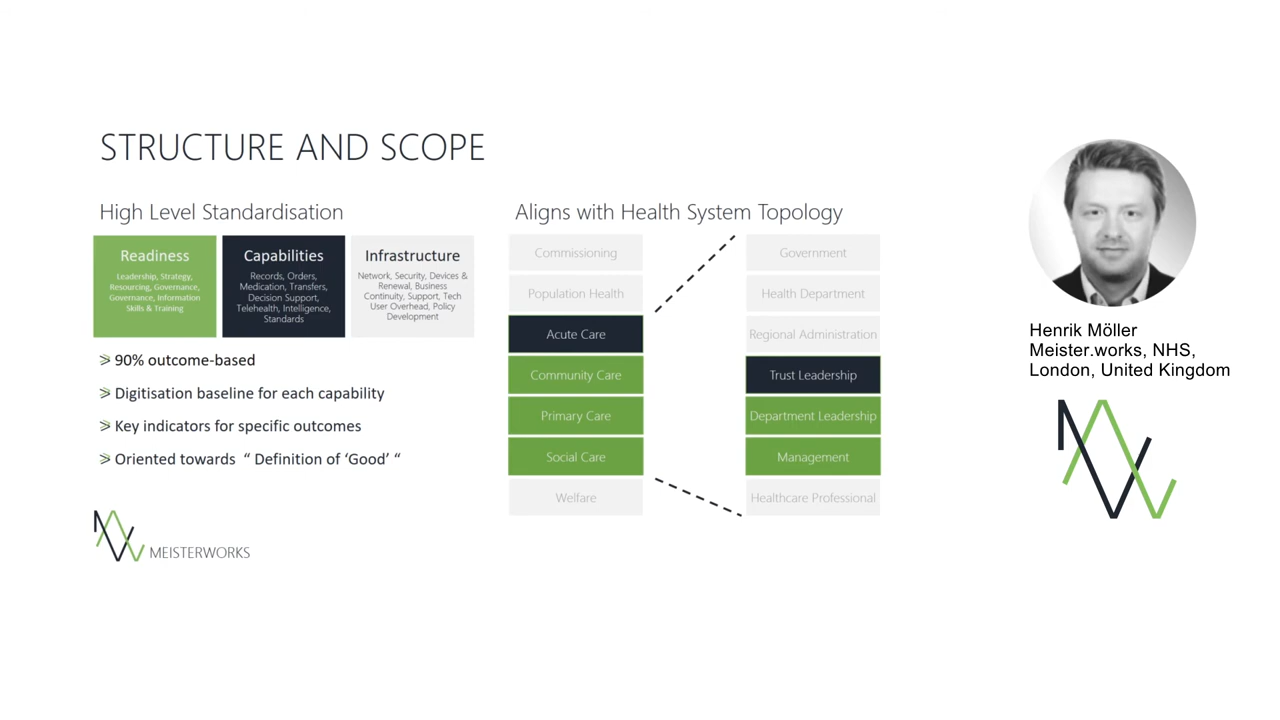 STRUCTURE AND SCOPE
High Level Standardisation
Readiness
Leadership, Strategy,
Resourcing, Governance,
Governance, Information
Skills & Training
Capabilities
Records, Orders,
Medication, Transfers,
Decision Support,
Telehealth, Intelligence,
Standards
Infrastructure
Network, Security, Devices &
Renewal, Business
Continuity, Support, Tech
User Overhead, Policy
Development
90% outcome-based
Digitisation baseline for each capability
Key indicators for specific outcomes
Oriented towards “ Definition of ‘Good’ “
MEISTERWORKS
Aligns with Health System Topology
Commissioning
Population Health
Acute Care
Community Care
Primary Care
Social Care
Welfare
Government
Health Department
Regional Administration
Trust Leadership
Department Leadership
Management
Healthcare Professional
Henrik Möller
Meister.works, NHS,
London, United Kingdom